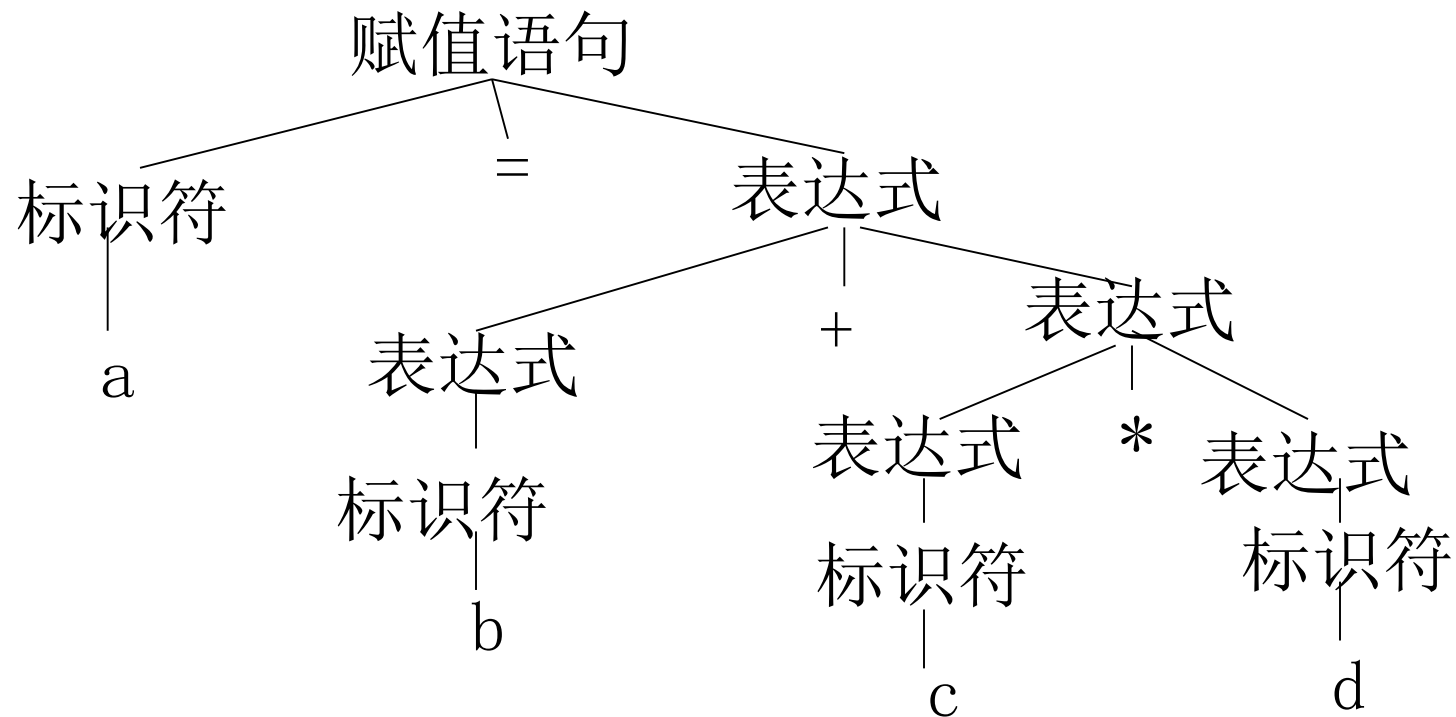 赋值语句
标识符 = 表达式
a 表达式 + 表达式
标识符 表达式 * 表达式
b 标识符 标识符
c d